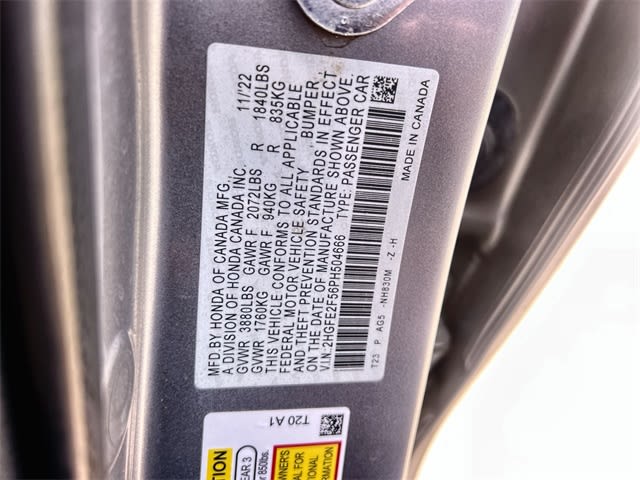 MFD.BY HONDA OF CANADA MFG. 11/'22
A DIVISION OF HONDA CANADA INC.
GVWR 3880LBS GAWR F 2072LBS R 1840LBS
GVWR 1760KG GAWR F 940KG R 835KG
THIS VEHICLE CONFORMS TO ALL APPLICABLE
FEDERAL MOTOR VEHICLE SAFETY , BUMPER,
AND THEFT PREVENTION STANDARDS IN EFFECT
ON THE DATE OF MANUFACTURE SHOWN ABOVE.
V.I.N:2HGFE2F56PH504666 TYPE:PASSENGER CAR
T23 P AG5 -NH830M -Z -H
MADE IN CANADA
T20 A1